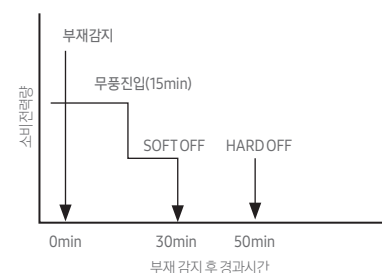 부재감지
무풍진입(15min)
소비전력량
SOFT OFF HARD OFF
0min 30min 50min
부재 감지 후 경과시간